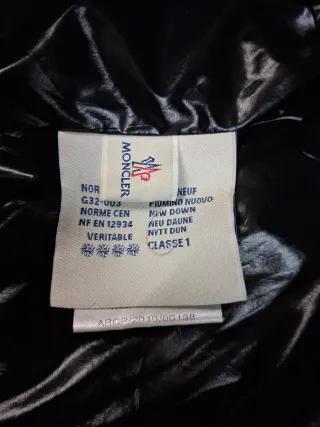 MONCLER
NOR
G32-003
NORME CEN
NF EN 12934
VERITABLE
NEUF
PIUMINO NUOVO
NEW DOWN
NEU DAUNE
NYTT DUN
CLASSE 1